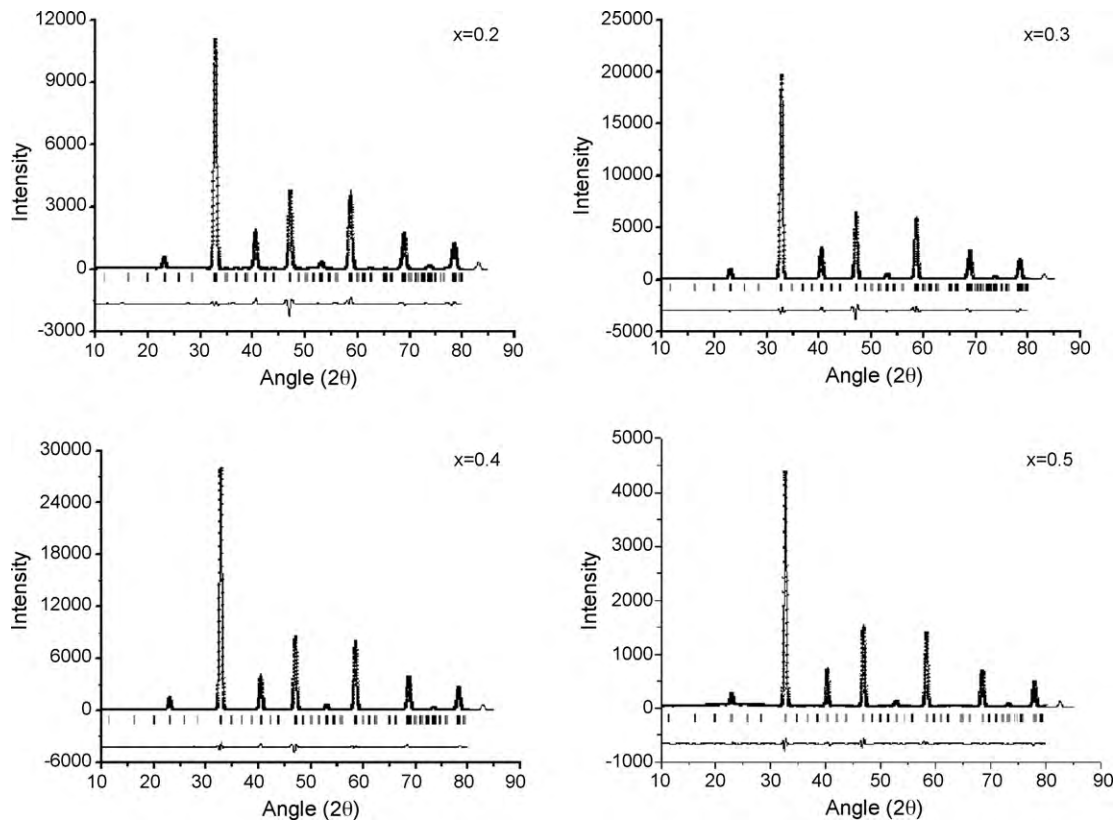 x=0.2
12000
9000
6000
3000
0
-3000
Intensity
10 20 30 40 50 60 70 80 90
Angle (2θ)
x=0.3
25000
20000
15000
10000
5000
0
-5000
Intensity
10 20 30 40 50 60 70 80 90
Angle (2θ)
x=0.4
30000
24000
18000
12000
6000
0
-6000
Intensity
10 20 30 40 50 60 70 80 90
Angle (2θ)
x=0.5
5000
4000
3000
2000
1000
0
-1000
Intensity
10 20 30 40 50 60 70 80 90
Angle (2θ)